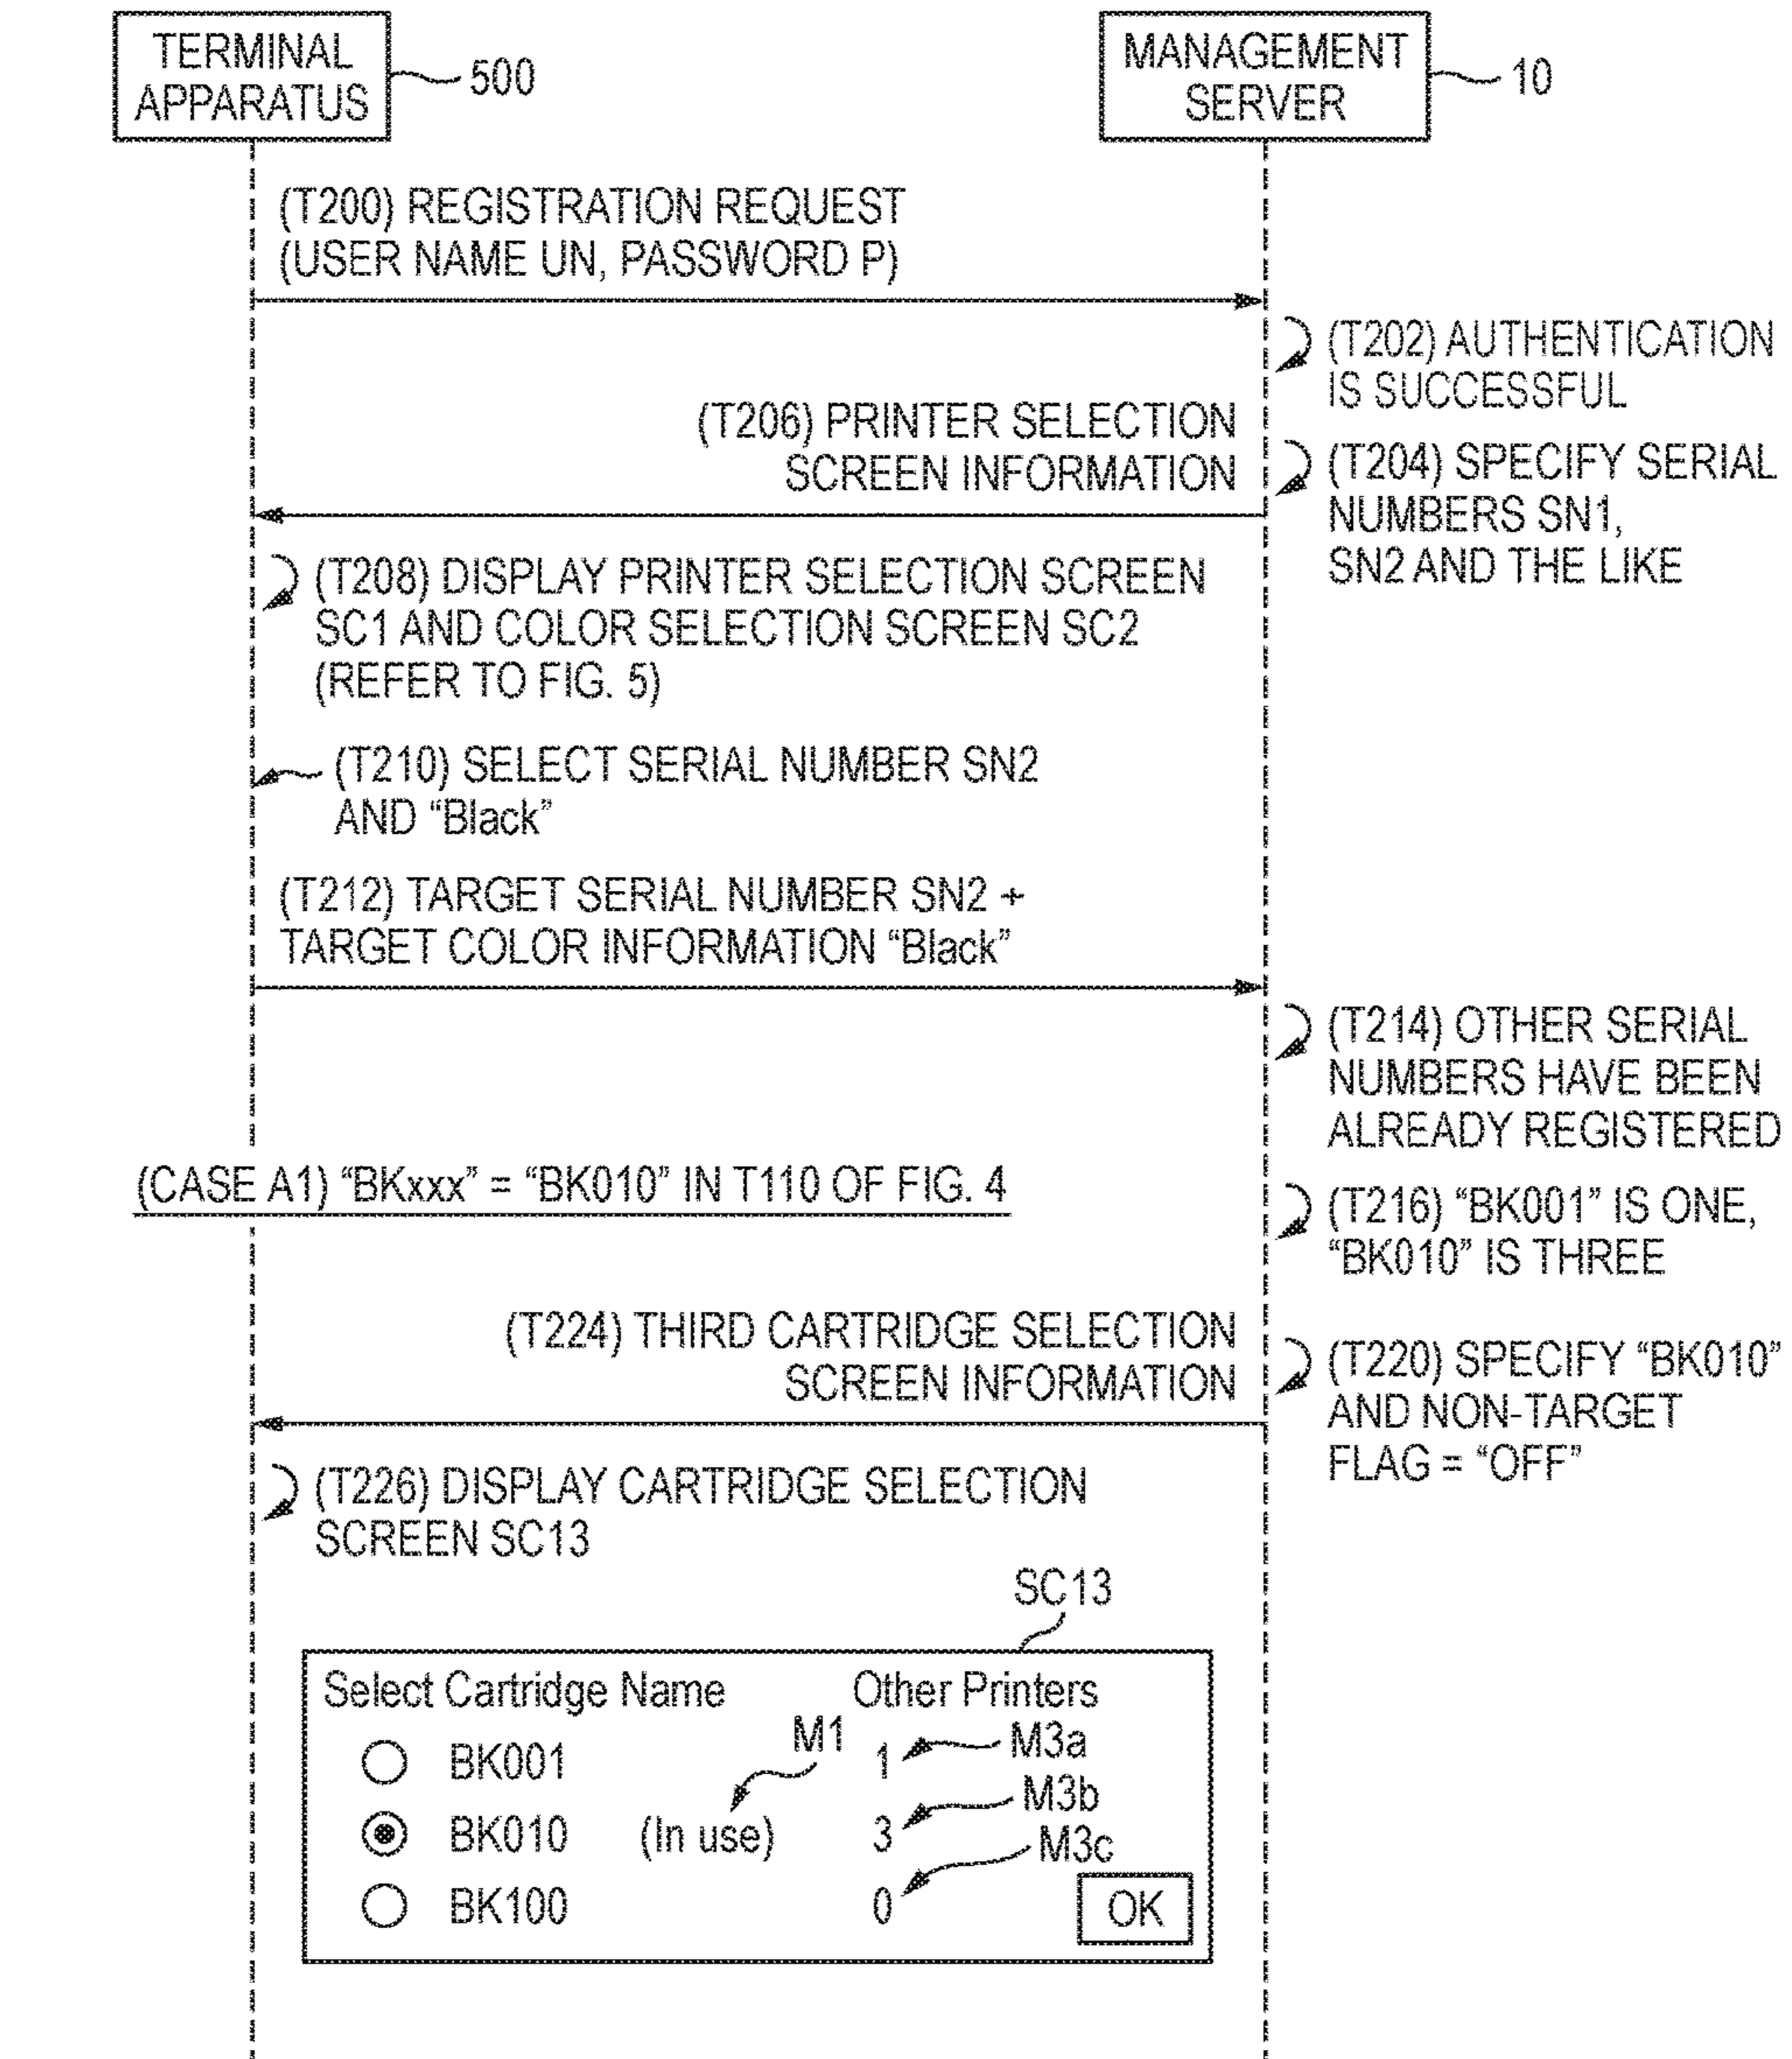 TERMINAL
APPARATUS
500
MANAGEMENT
SERVER
10
(T200) REGISTRATION REQUEST
(USER NAME UN, PASSWORD P)
(T202) AUTHENTICATION
IS SUCCESSFUL
(T206) PRINTER SELECTION
SCREEN INFORMATION
(T204) SPECIFY SERIAL
NUMBERS SN1,
SN2 AND THE LIKE
(T208) DISPLAY PRINTER SELECTION SCREEN
SC1 AND COLOR SELECTION SCREEN SC2
(REFER TO FIG. 5)
(T210) SELECT SERIAL NUMBER SN2
AND “Black”
(T212) TARGET SERIAL NUMBER SN2 +
TARGET COLOR INFORMATION “Black”
(T214) OTHER SERIAL
NUMBERS HAVE BEEN
ALREADY REGISTERED
(CASE A1) “BKxxx” = “BK010” IN T110 OF FIG. 4
(T216) “BK001” IS ONE,
“BK010” IS THREE
(T224) THIRD CARTRIDGE SELECTION
SCREEN INFORMATION
(T220) SPECIFY “BK010”
AND NON-TARGET
FLAG = “OFF”
(T226) DISPLAY CARTRIDGE SELECTION
SCREEN SC13
SC13
Select Cartridge Name Other Printers
BK001 M1 1 M3a
M3b
BK010 (In use) 3 M3c
BK100 0 OK